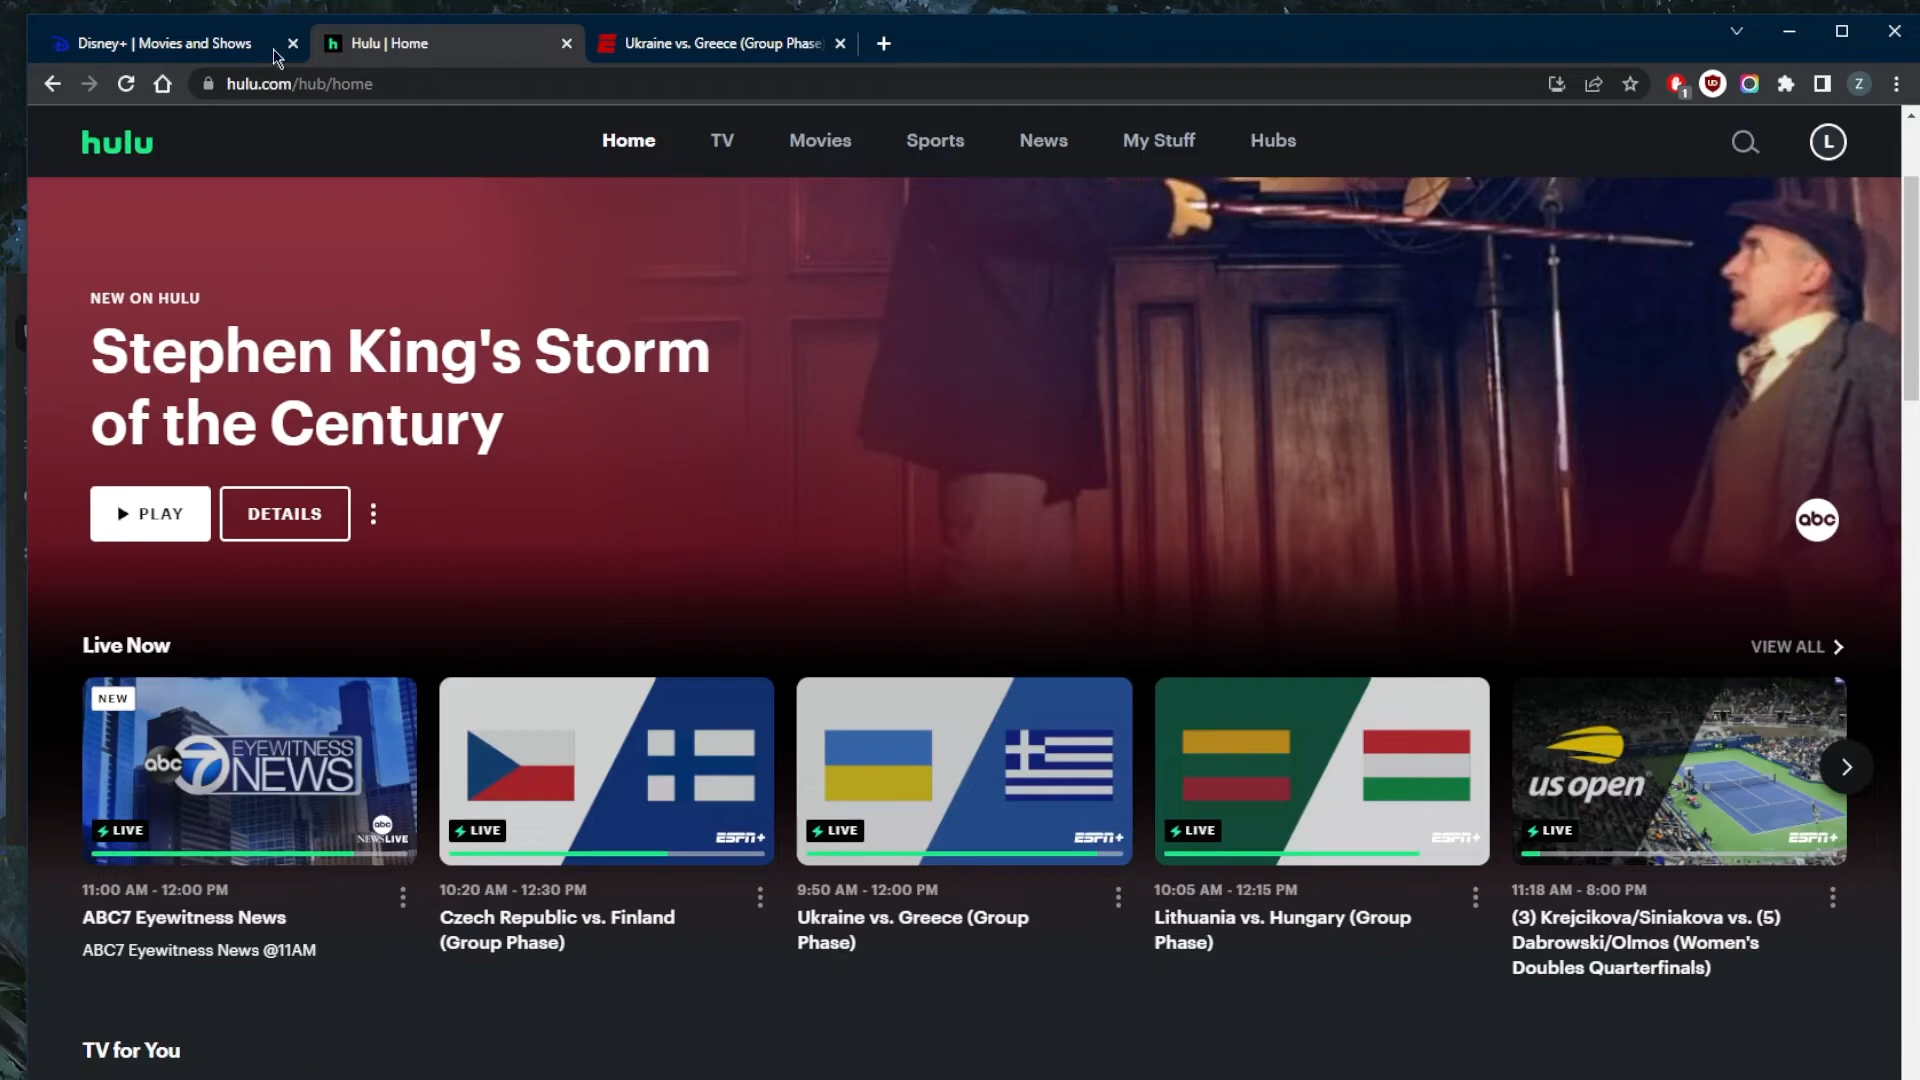 Disney+ | Movies and Shows
h Hulu | Home
Ukraine vs. Greece (Group Phase
hulu.com/hub/home
1
UO
Z
hulu
Home
TV
Movies
Sports
News
My Stuff
Hubs
L
NEW ON HULU
Stephen King's Storm
of the Century
PLAY
DETAILS
abc
Live Now
VIEW ALL
NEW
abc 7 EYEWITNESS
NEWS
LIVE
abc
NEWS LIVE
LIVE
ESPN+
LIVE
ESPN+
LIVE
ESPN+
us open
LIVE
ESPN+
11:00 AM - 12:00 PM
ABC7 Eyewitness News
ABC7 Eyewitness News @11AM
10:20 AM - 12:30 PM
Czech Republic vs. Finland
(Group Phase)
9:50 AM - 12:00 PM
Ukraine vs. Greece (Group
Phase)
10:05 AM - 12:15 PM
Lithuania vs. Hungary (Group
Phase)
11:18 AM - 8:00 PM
(3) Krejcikova/Siniakova vs. (5)
Dabrowski/Olmos (Women's
Doubles Quarterfinals)
TV for You